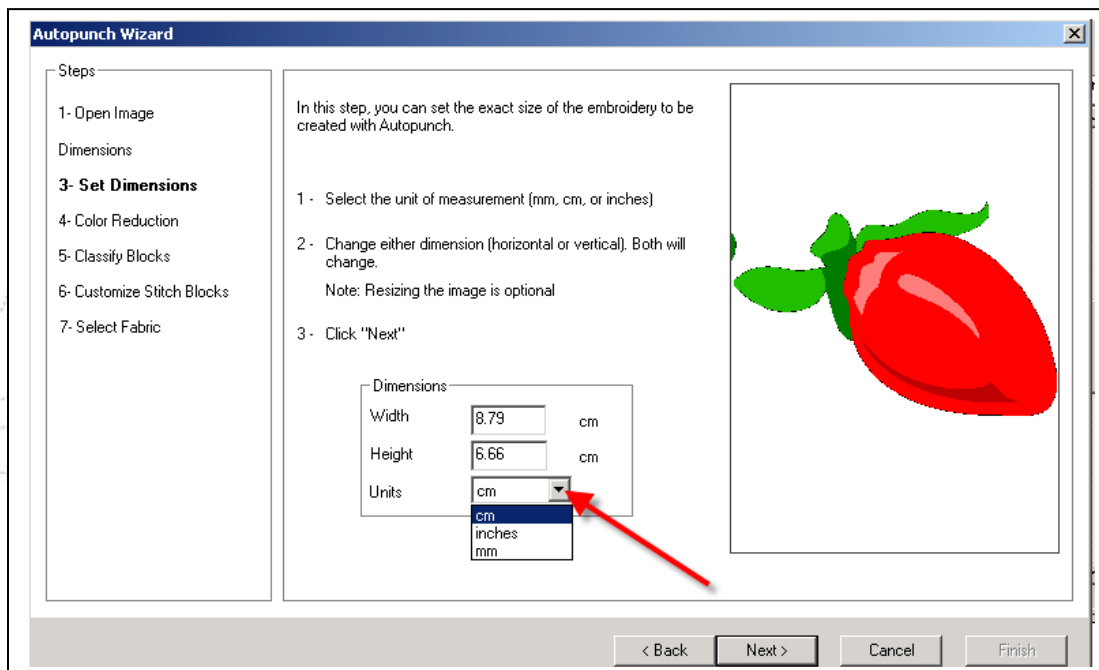 Autopunch Wizard
Steps
1- Open Image
Dimensions
3- Set Dimensions
4- Color Reduction
5- Classify Blocks
6- Customize Stitch Blocks
7- Select Fabric
In this step, you can set the exact size of the embroidery to be
created with Autopunch.
1 - Select the unit of measurement (mm, cm, or inches)
2 - Change either dimension (horizontal or vertical). Both will
change.
Note: Resizing the image is optional
3 - Click "Next"
Dimensions
Width 8.79 cm
Height 6.66 cm
Units cm
cm
inches
mm
< Back Next > Cancel Finish